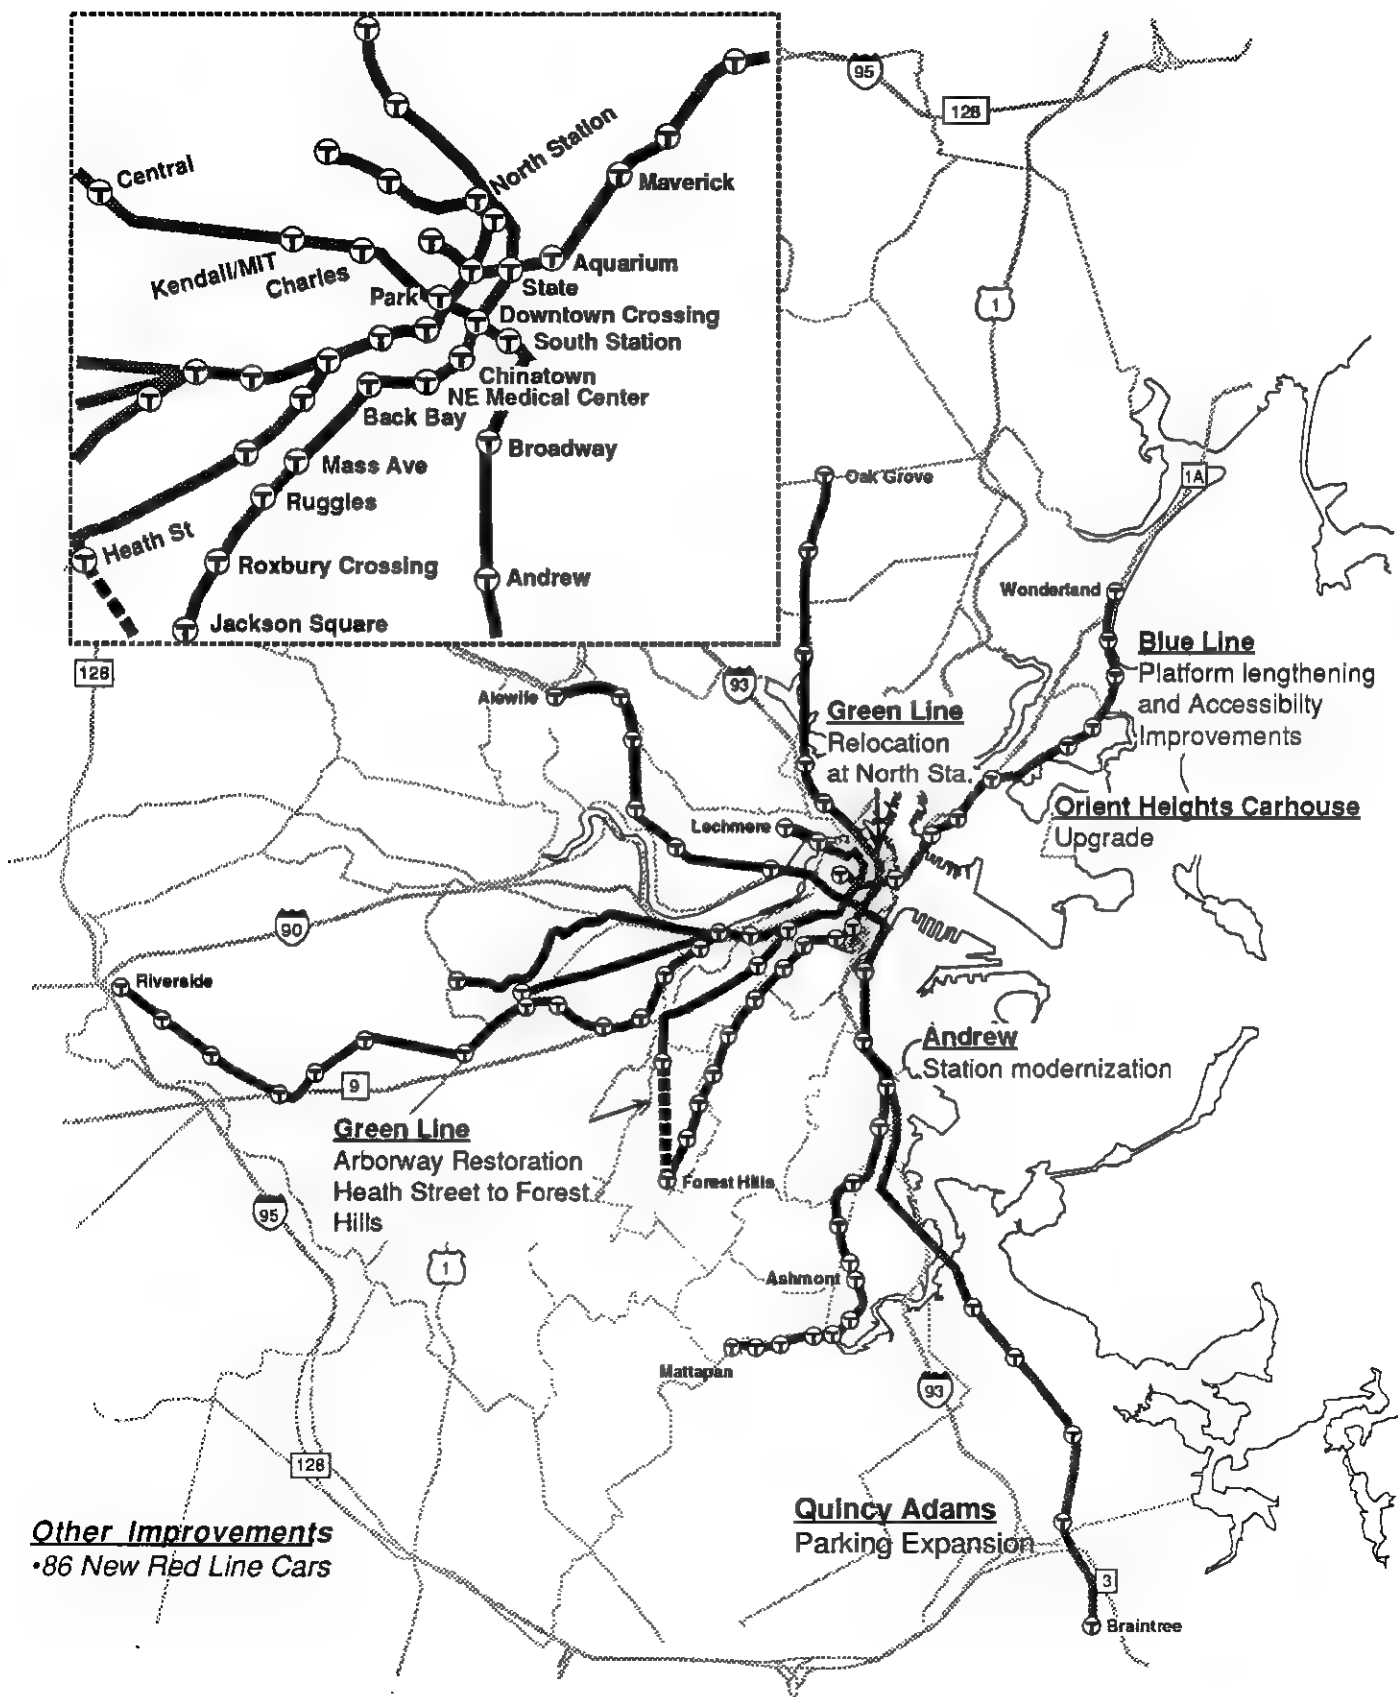 North Station
Central
Maverick
Kendall/MIT
Charles
Aquarium
Park
State
Downtown Crossing
South Station
Chinatown
NE Medical Center
Back Bay
Broadway
Mass Ave
Ruggles
Heath St
Roxbury Crossing
Andrew
Jackson Square
95
128
1
Oak Grove
1A
Wonderland
128
93
Alewife
Blue Line
Platform lengthening
and Accessibilty
Improvements
Green Line
Relocation
at North Sta.
Orient Heights Carhouse
Upgrade
Lechmere
90
Riverside
9
Andrew
Station modernization
Green Line
Arborway Restoration
Heath Street to Forest
Hills
Forest Hills
95
1
Ashmont
Mattapan
93
128
Quincy Adams
Parking Expansion
Other Improvements
•86 New Red Line Cars
3
Braintree